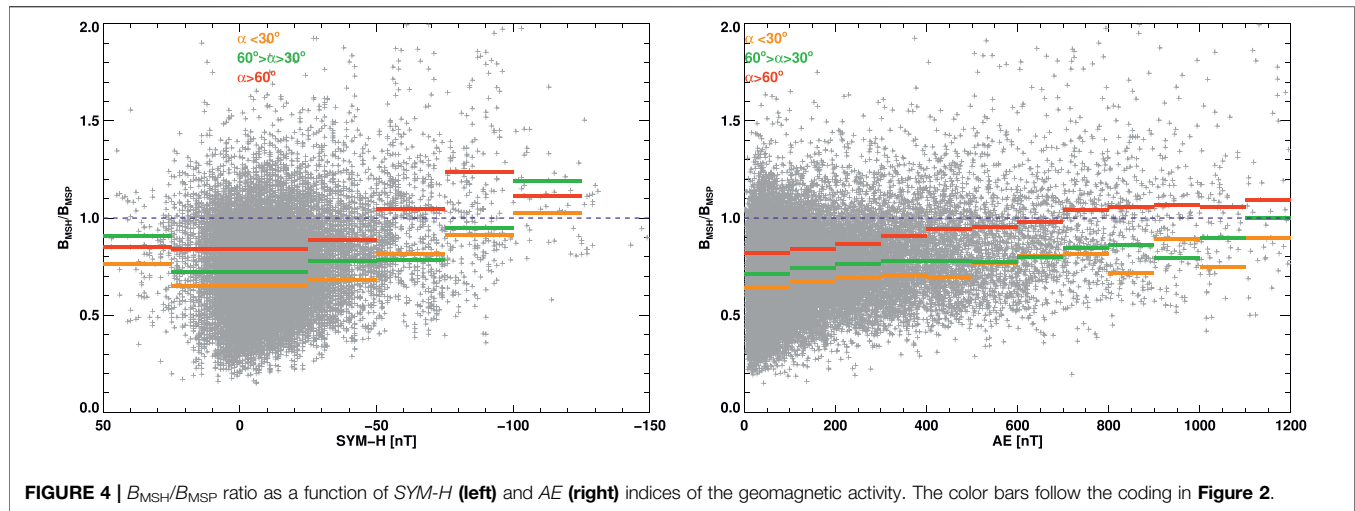 2.0
1.5
1.0
0.5
0.0
B_MSH/B_MSP
α <30°
60°>α>30°
α>60°
50 0 −50 −100 −150
SYM−H [nT]
2.0
1.5
1.0
0.5
0.0
B_MSH/B_MSP
α <30°
60°>α>30°
α>60°
0 200 400 600 800 1000 1200
AE [nT]
FIGURE 4 | B_MSH/B_MSP ratio as a function of SYM-H (left) and AE (right) indices of the geomagnetic activity. The color bars follow the coding in Figure 2.